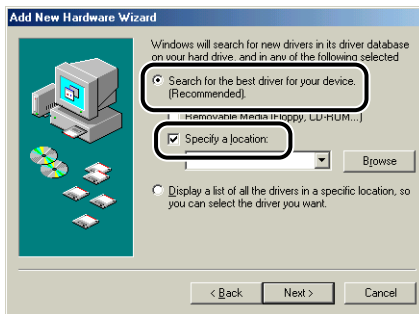 Add New Hardware Wizard
Windows will search for new drivers in its driver database
on your hard drive, and in any of the following selected
Search for the best driver for your device.
(Recommended).
Removable Media (Floppy, CD-ROM...)
Specify a location:
Browse
Display a list of all the drivers in a specific location, so
you can select the driver you want.
< Back
Next >
Cancel